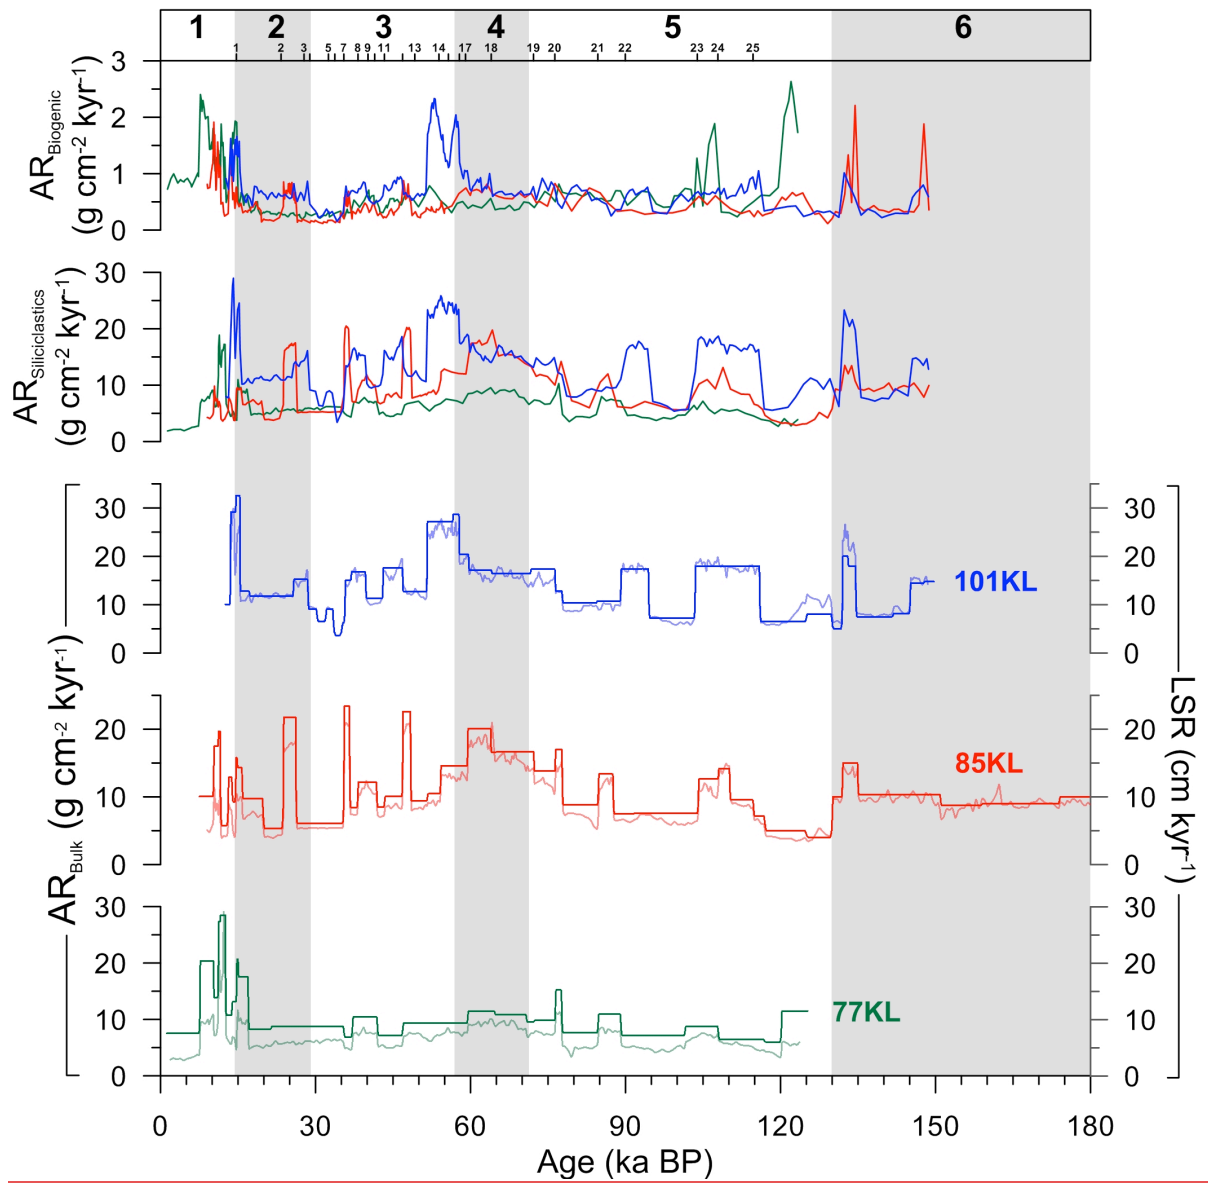 1 2 3 4 5 6
1 2 3 5 7 8 9 11 13 14 17 18 19 20 21 22 23 24 25
AR Biogenic
(g cm-2 kyr-1)
3
2
1
0
AR Siliciclastics
(g cm-2 kyr-1)
30
20
10
0
AR Bulk (g cm-2 kyr-1)
LSR (cm kyr-1)
30 30
20 20
10 10
0 0
101KL
20 20
10 10
0 0
85KL
30 30
20 20
10 10
0 0
77KL
0 30 60 90 120 150 180
Age (ka BP)